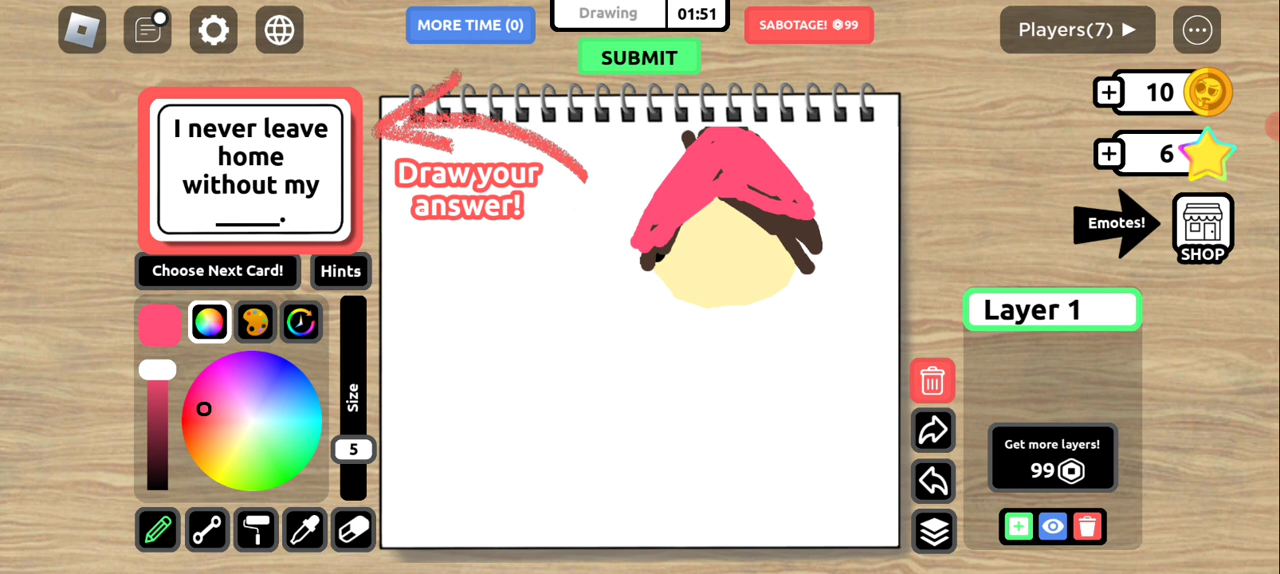 MORE TIME (0)
Drawing
01:51
SABOTAGE! 99
Players(7) ▶
SUBMIT
10
6
I never leave
home
without my
_____.
Draw your
answer!
Emotes!
SHOP
Choose Next Card!
Hints
Layer 1
Size
5
Get more layers!
99